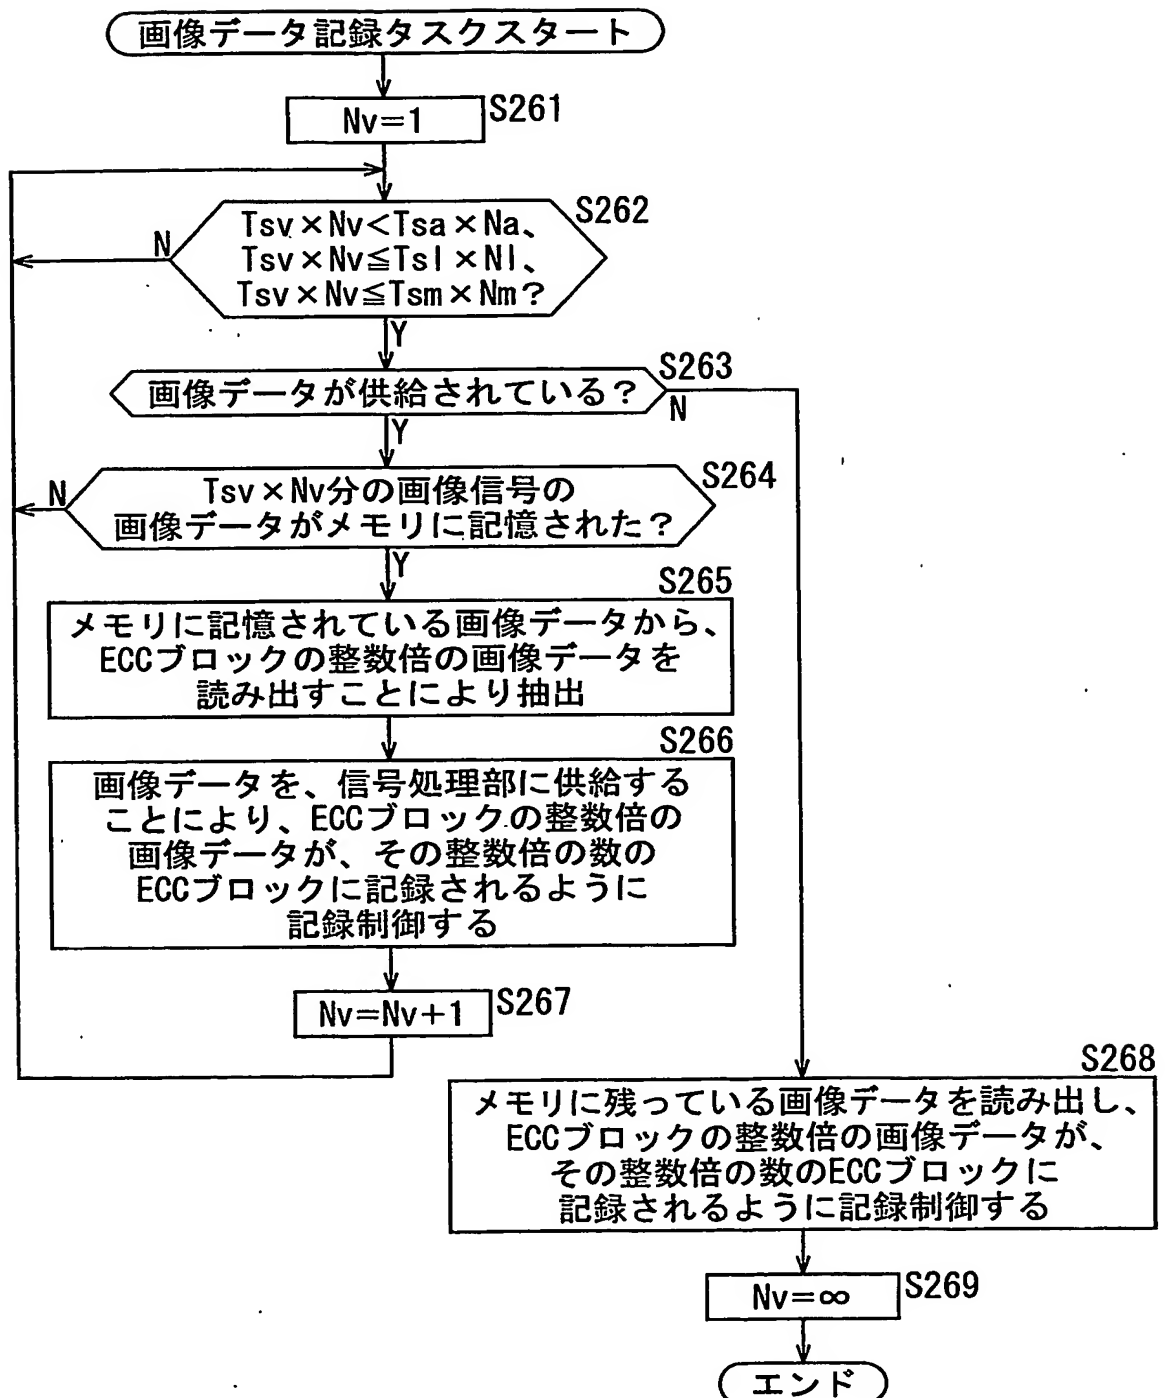 画像データ記録タスクスタート
Nv=1
S261
Tsv×Nv<Tsa×Na、
Tsv×Nv≦Tsl×Nl、
Tsv×Nv≦Tsm×Nm?
S262
N
Y
画像データが供給されている?
S263
N
Y
Tsv×Nv分の画像信号の
画像データがメモリに記憶された?
S264
N
Y
S265
メモリに記憶されている画像データから、
ECCブロックの整数倍の画像データを
読み出すことにより抽出
S266
画像データを、信号処理部に供給する
ことにより、ECCブロックの整数倍の
画像データが、その整数倍の数の
ECCブロックに記録されるように
記録制御する
Nv=Nv+1
S267
S268
メモリに残っている画像データを読み出し、
ECCブロックの整数倍の画像データが、
その整数倍の数のECCブロックに
記録されるように記録制御する
Nv=∞
S269
エンド